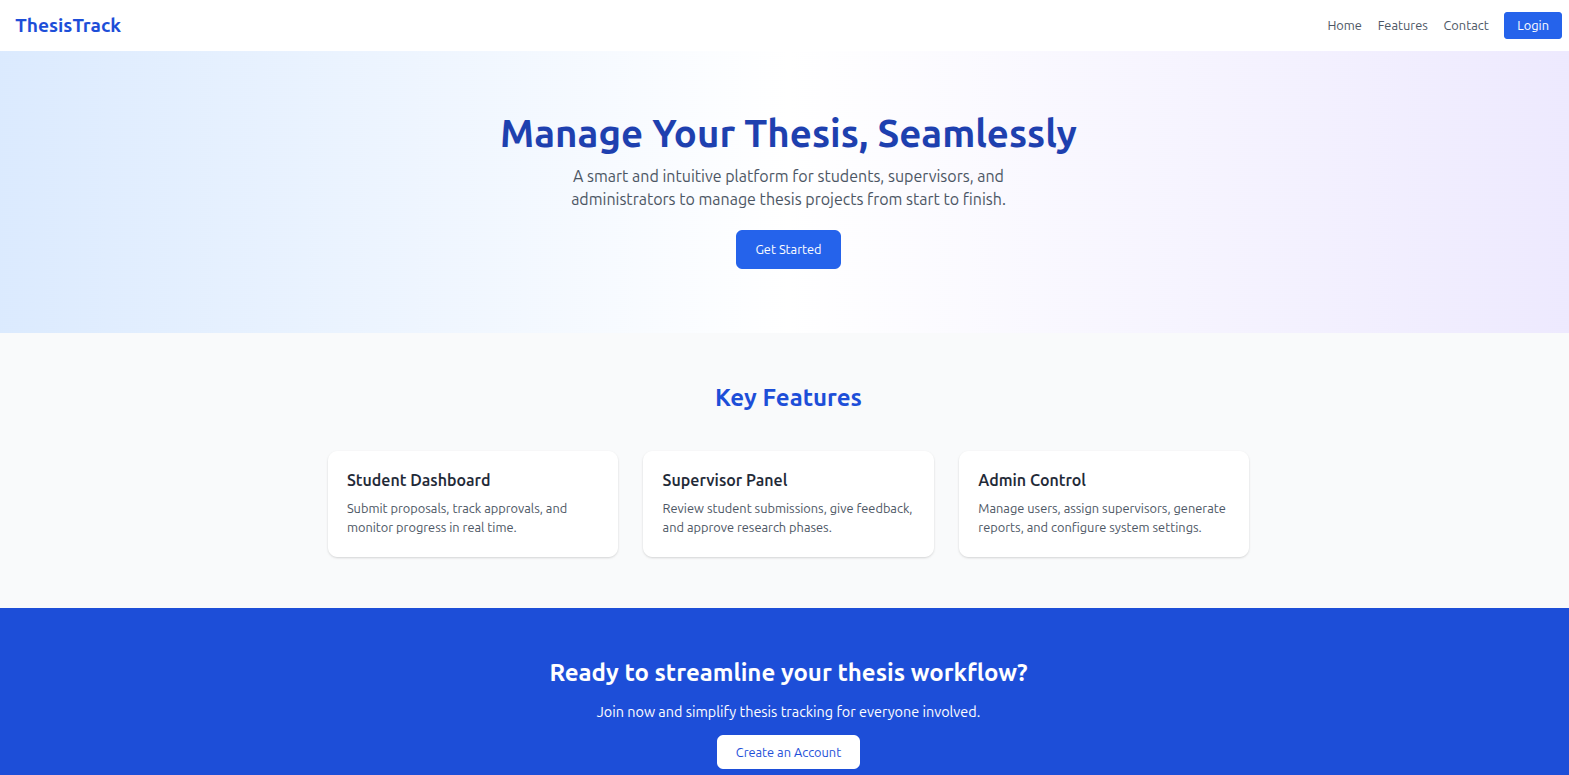 ThesisTrack
Home
Features
Contact
Login
Manage Your Thesis, Seamlessly
A smart and intuitive platform for students, supervisors, and
administrators to manage thesis projects from start to finish.
Get Started
Key Features
Student Dashboard
Submit proposals, track approvals, and
monitor progress in real time.
Supervisor Panel
Review student submissions, give feedback,
and approve research phases.
Admin Control
Manage users, assign supervisors, generate
reports, and configure system settings.
Ready to streamline your thesis workflow?
Join now and simplify thesis tracking for everyone involved.
Create an Account